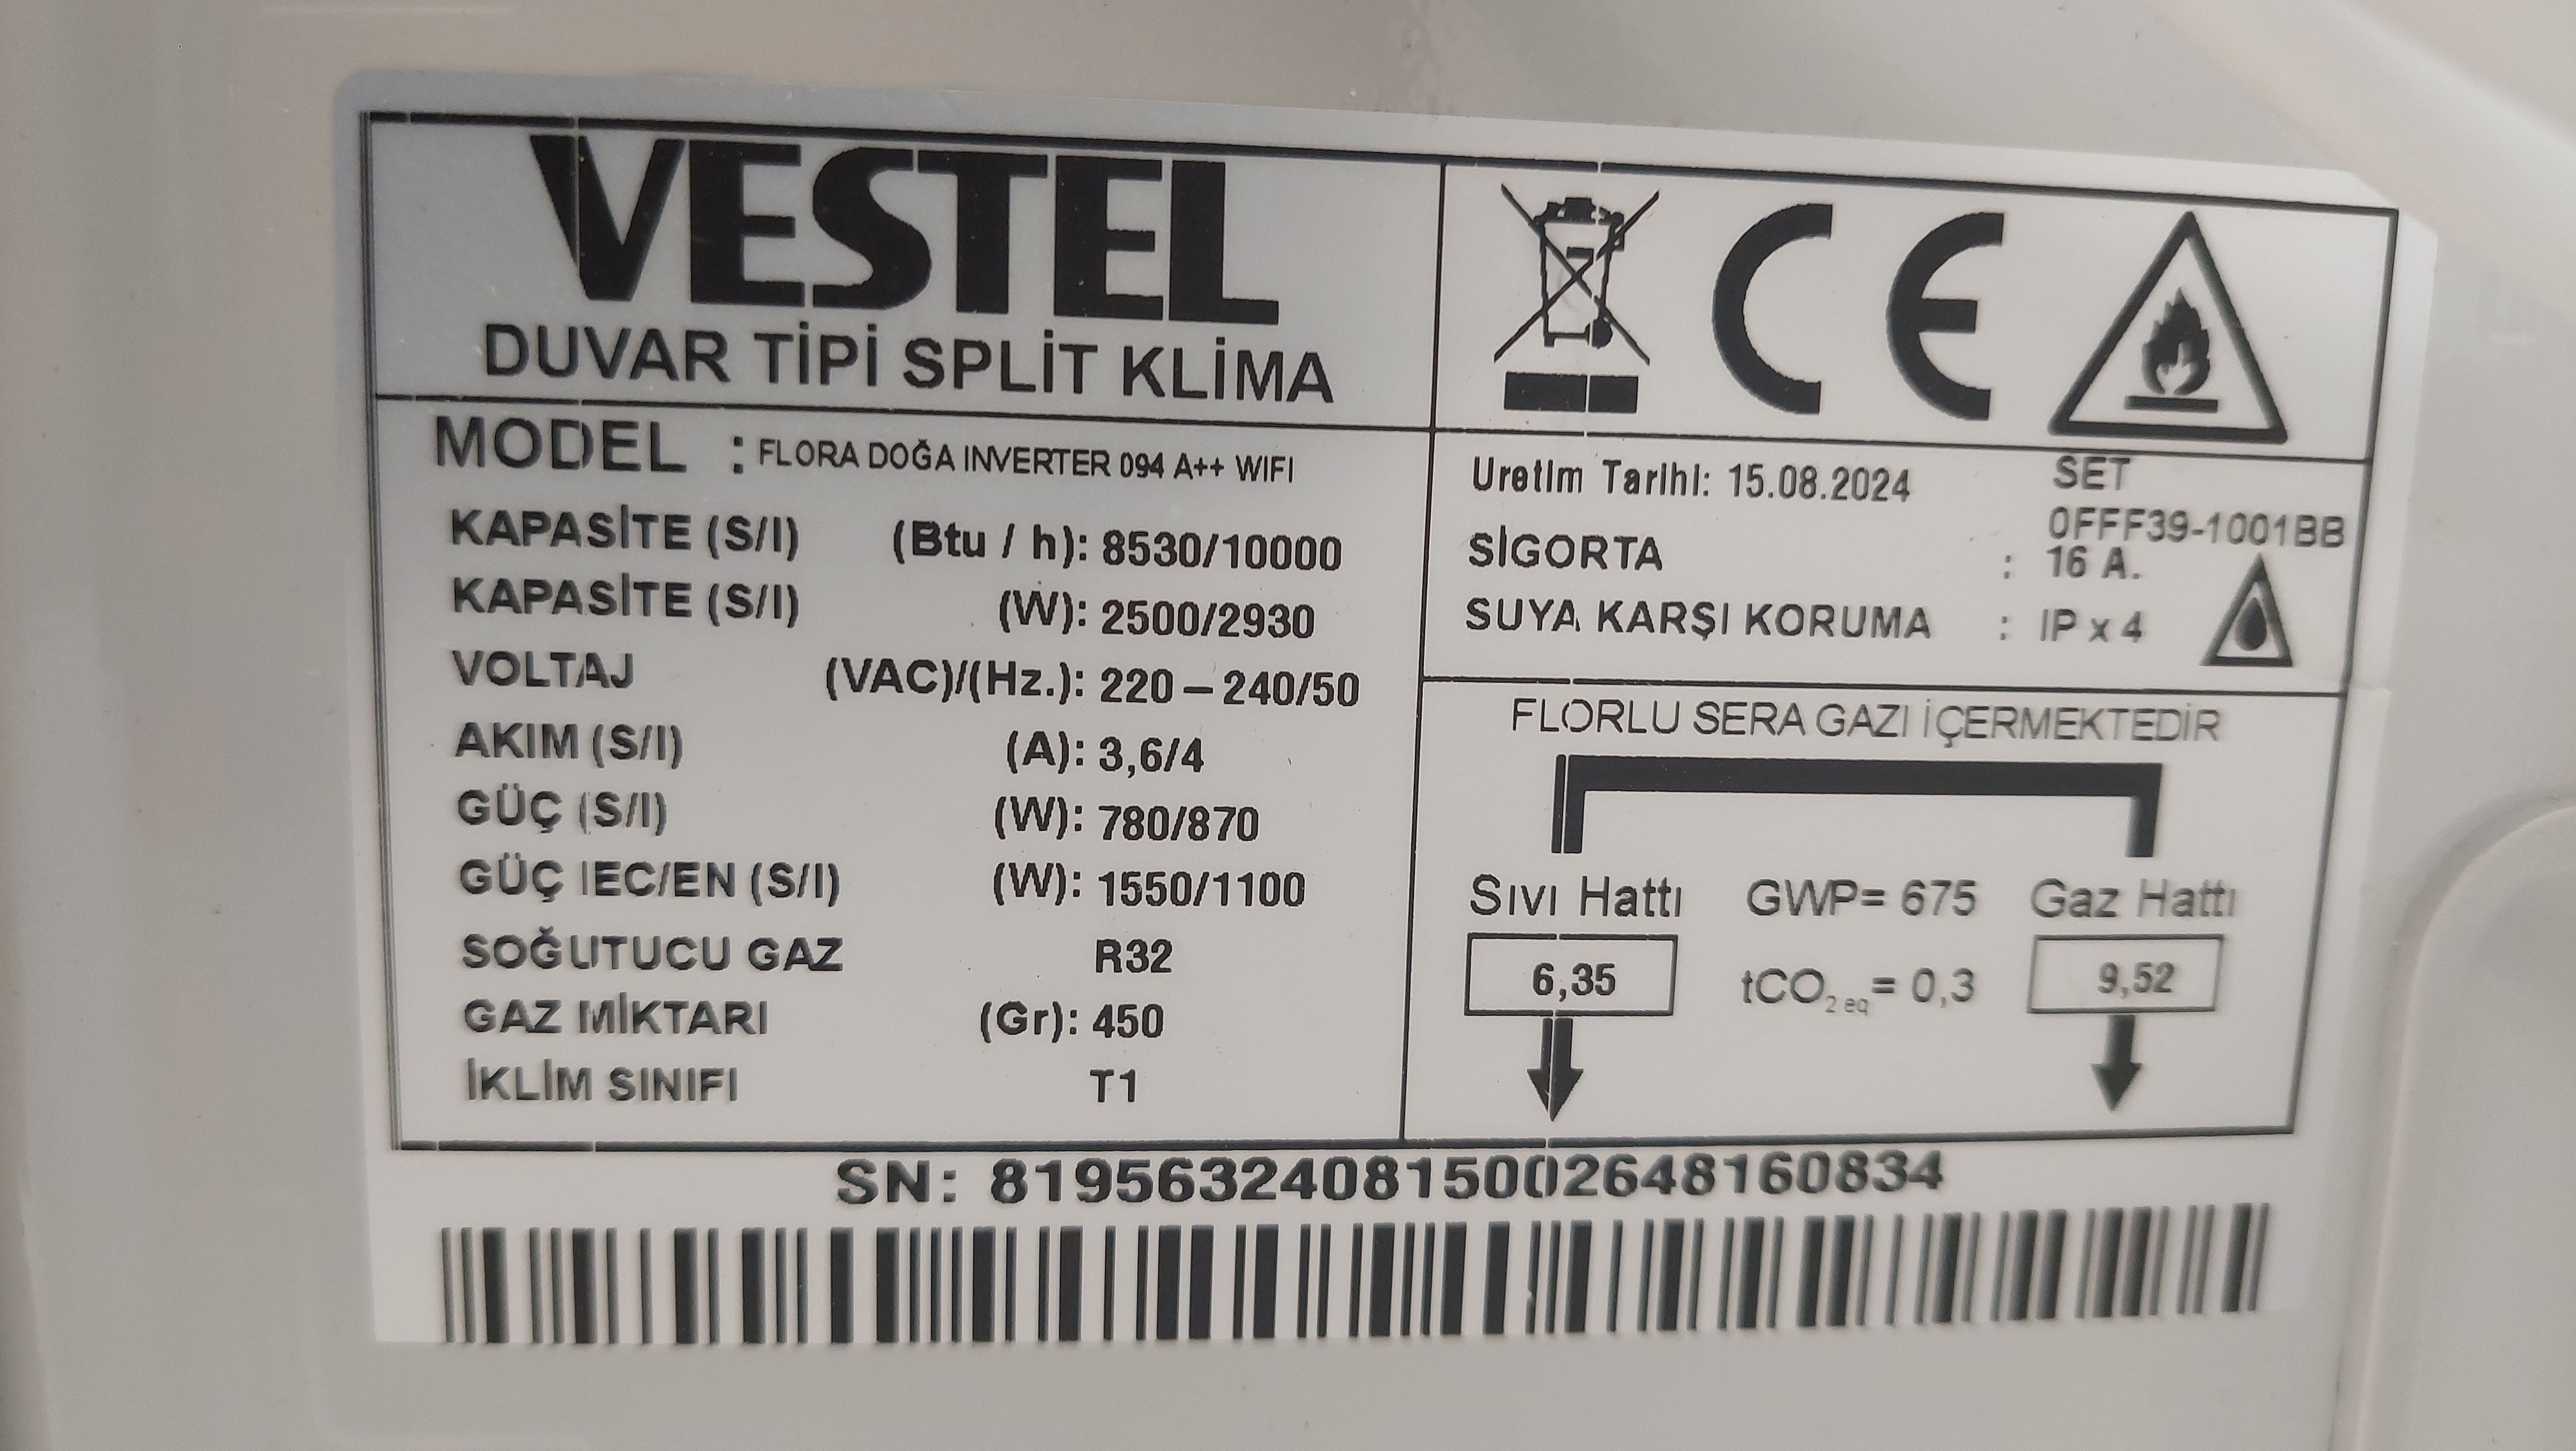 VESTEL
DUVAR TİPİ SPLİT KLİMA
MODEL : FLORA DOĞA INVERTER 094 A++ WIFI
KAPASİTE (S/I) (Btu / h): 8530/10000
KAPASİTE (S/I) (W): 2500/2930
VOLTAJ (VAC)/(Hz.): 220 – 240/50
AKIM (S/I) (A): 3,6/4
GÜÇ (S/I) (W): 780/870
GÜÇ IEC/EN (S/I) (W): 1550/1100
SOĞUTUCU GAZ R32
GAZ MİKTARI (Gr): 450
İKLİM SINIFI T1
CE
Uretim Tarihi: 15.08.2024
SET
0FFF39-1001BB
SİGORTA : 16 A.
SUYA KARŞI KORUMA : IP x 4
FLORLU SERA GAZI İÇERMEKTEDİR
Sıvı Hattı GWP= 675 Gaz Hattı
6,35 tCO2 eq= 0,3 9,52
SN: 819563240815002648160834